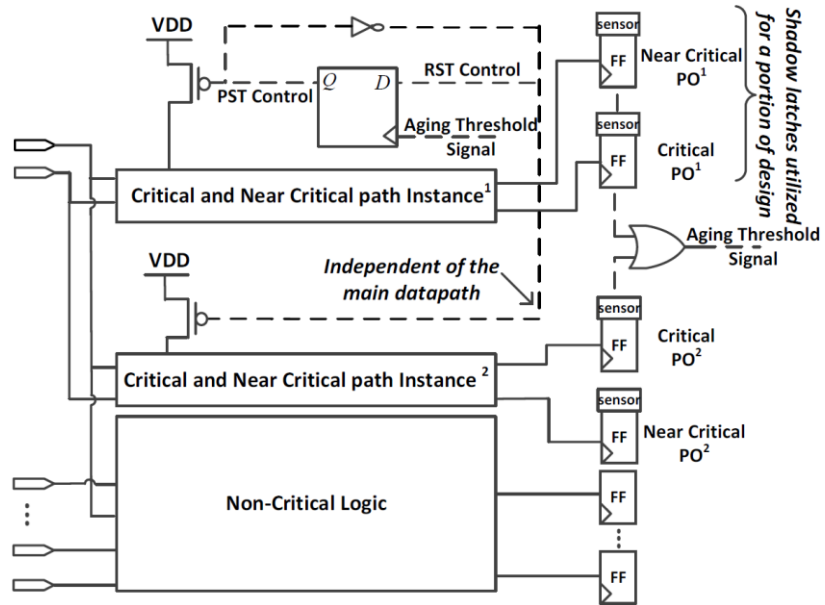 VDD
PST Control
Q
D
RST Control
Aging Threshold
Signal
Critical and Near Critical path Instance1
VDD
Independent of the
main datapath
Critical and Near Critical path Instance 2
Non-Critical Logic
sensor
FF
Near Critical
PO1
sensor
FF
Critical
PO1
Shadow latches utilized
for a portion of design
Aging Threshold
Signal
sensor
FF
Critical
PO2
sensor
FF
Near Critical
PO2
FF
FF